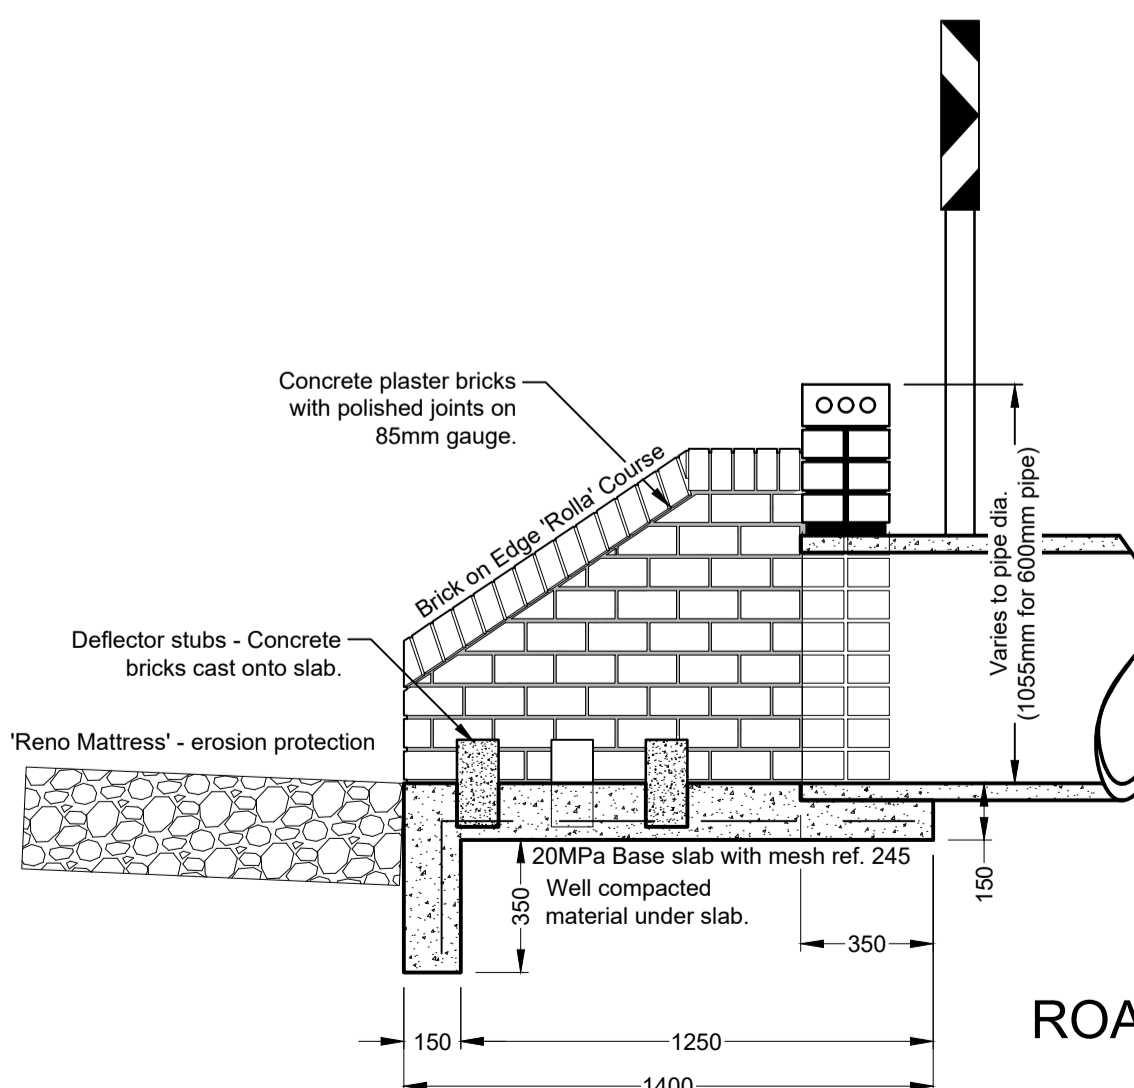 Concrete plaster bricks
with polished joints on
85mm gauge.
Brick on Edge 'Rolla' Course
Varies to pipe dia.
(1055mm for 600mm pipe)
Deflector stubs - Concrete
bricks cast onto slab.
'Reno Mattress' - erosion protection
20MPa Base slab with mesh ref. 245
Well compacted
material under slab.
350
150
350
ROA
150
1250
1400